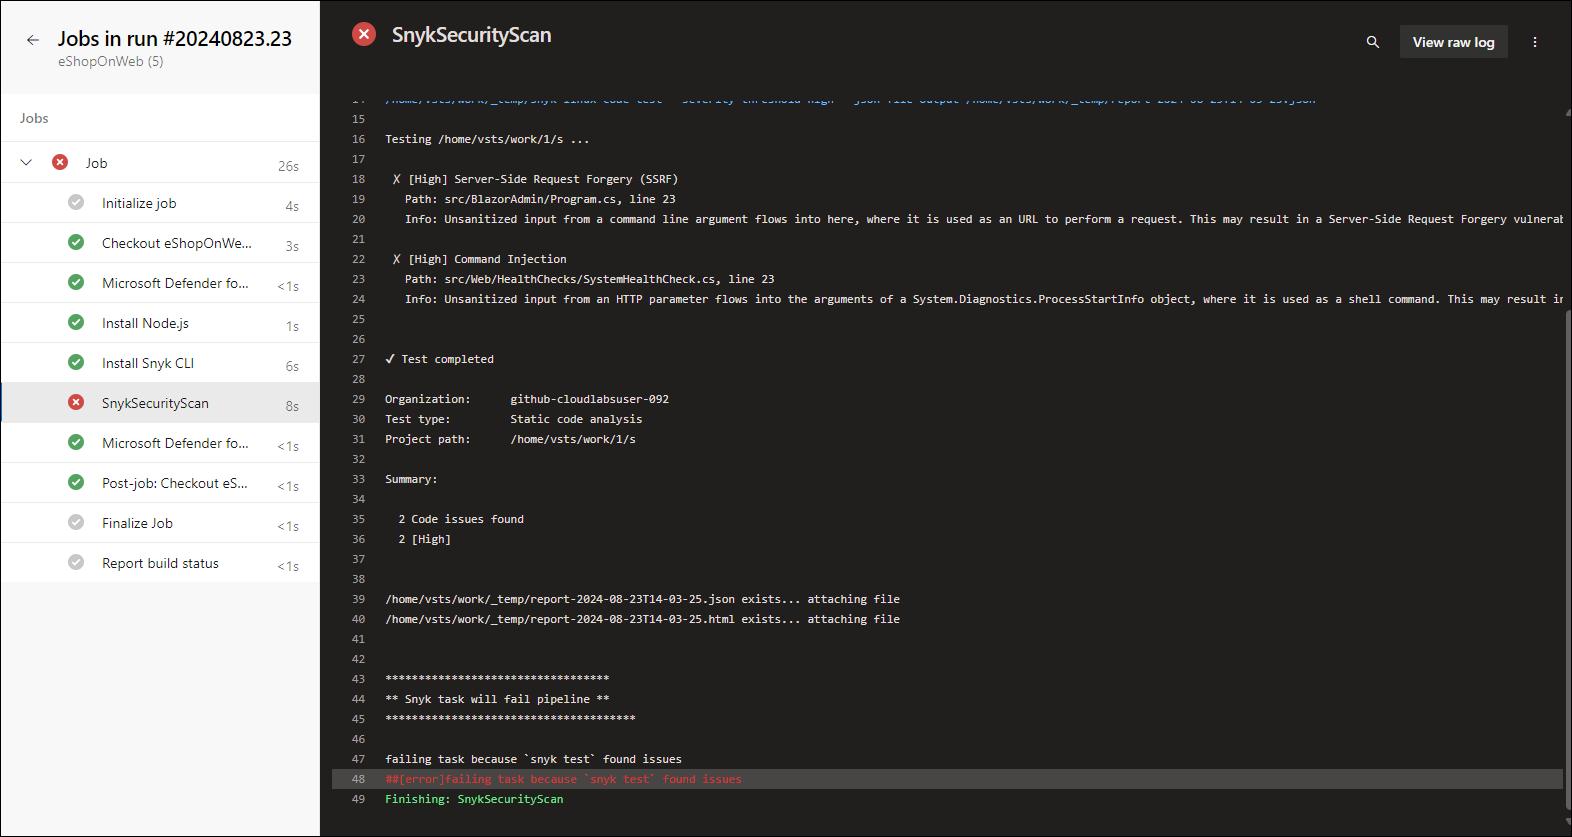 Jobs in run #20240823.23
eShopOnWeb (5)
Jobs
Job 26s
Initialize job 4s
Checkout eShopOnWe... 3s
Microsoft Defender fo... <1s
Install Node.js 1s
Install Snyk CLI 6s
SnykSecurityScan 8s
Microsoft Defender fo... <1s
Post-job: Checkout eS... <1s
Finalize Job <1s
Report build status <1s
SnykSecurityScan
View raw log
15
16 Testing /home/vsts/work/1/s ...
17
18 ✗ [High] Server-Side Request Forgery (SSRF)
19 Path: src/BlazorAdmin/Program.cs, line 23
20 Info: Unsanitized input from a command line argument flows into here, where it is used as an URL to perform a request. This may result in a Server-Side Request Forgery vulnerab
21
22 ✗ [High] Command Injection
23 Path: src/Web/HealthChecks/SystemHealthCheck.cs, line 23
24 Info: Unsanitized input from an HTTP parameter flows into the arguments of a System.Diagnostics.ProcessStartInfo object, where it is used as a shell command. This may result in
25
26
27 ✔ Test completed
28
29 Organization: github-cloudlabsuser-092
30 Test type: Static code analysis
31 Project path: /home/vsts/work/1/s
32
33 Summary:
34
35 2 Code issues found
36 2 [High]
37
38
39 /home/vsts/work/_temp/report-2024-08-23T14-03-25.json exists... attaching file
40 /home/vsts/work/_temp/report-2024-08-23T14-03-25.html exists... attaching file
41
42
43 **********************************
44 ** Snyk task will fail pipeline **
45 **************************************
46
47 failing task because `snyk test` found issues
48 ##[error]failing task because `snyk test` found issues
49 Finishing: SnykSecurityScan